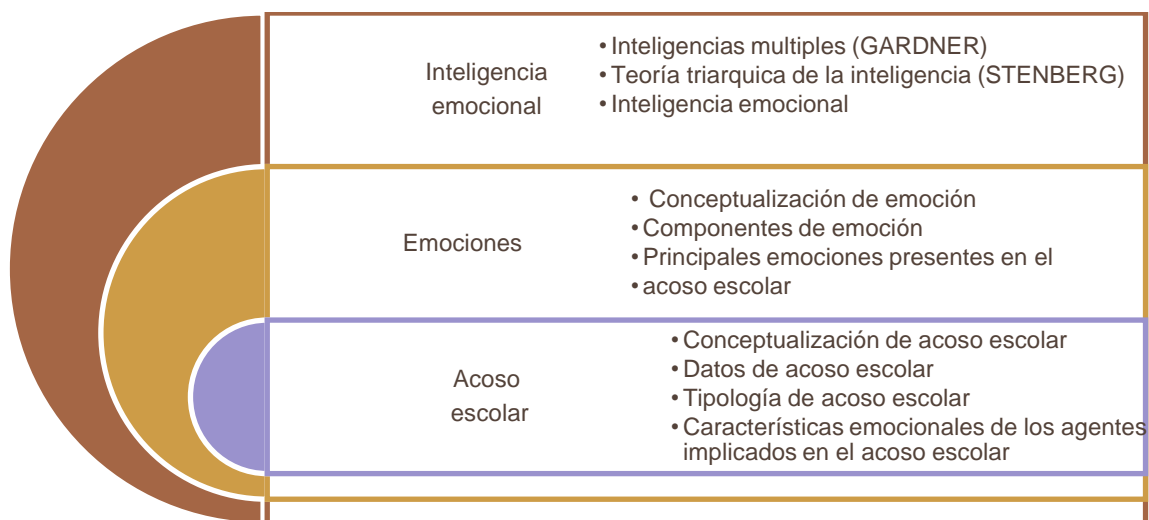 Inteligencia
emocional
• Inteligencias multiples (GARDNER)
• Teoría triarquica de la inteligencia (STENBERG)
• Inteligencia emocional
Emociones
• Conceptualización de emoción
• Componentes de emoción
• Principales emociones presentes en el
• acoso escolar
Acoso
escolar
• Conceptualización de acoso escolar
• Datos de acoso escolar
• Tipología de acoso escolar
• Características emocionales de los agentes
implicados en el acoso escolar